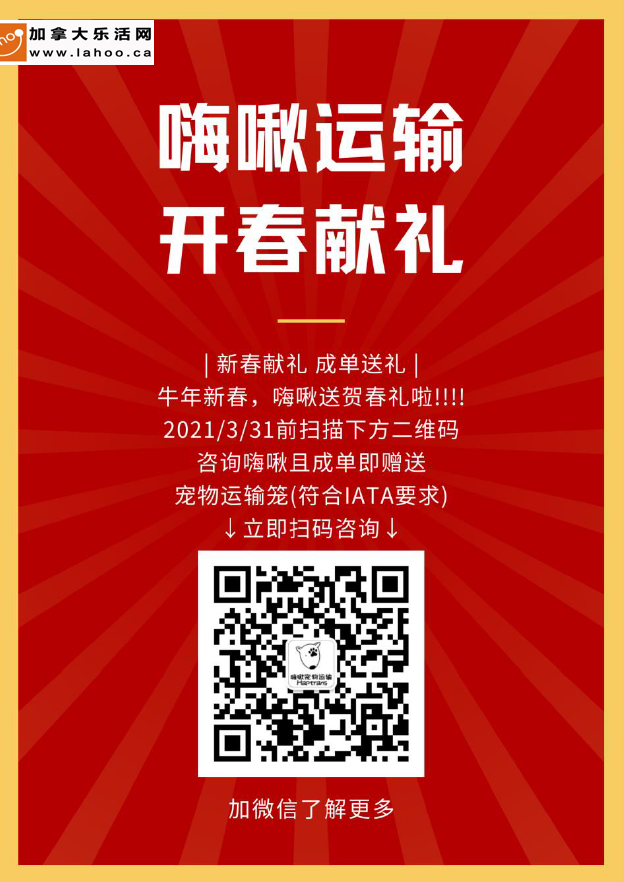 加拿大乐活网
www.lahoo.ca
嗨啾运输
开春献礼
| 新春献礼 成单送礼 |
牛年新春，嗨啾送贺春礼啦!!!!
2021/3/31前扫描下方二维码
咨询嗨啾且成单即赠送
宠物运输笼(符合IATA要求)
↓立即扫码咨询↓
嗨啾宠物运输
Haptrans
加微信了解更多